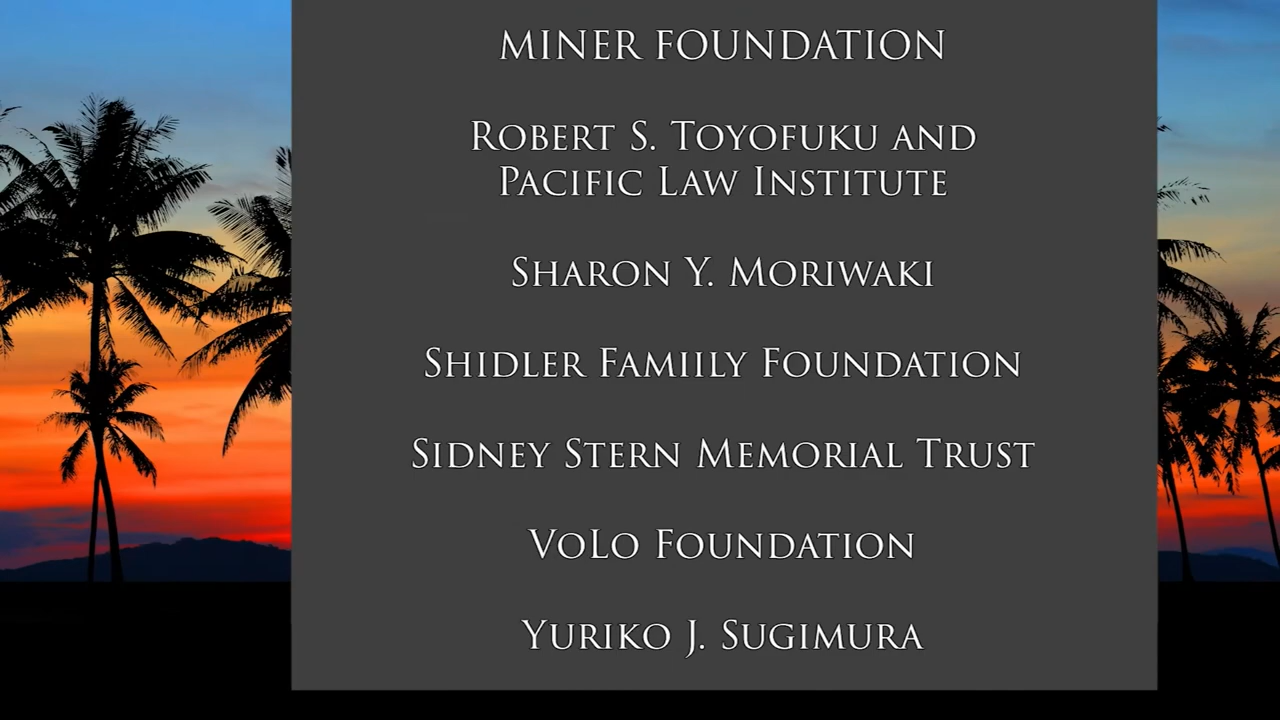 MINER FOUNDATION
ROBERT S. TOYOFUKU AND
PACIFIC LAW INSTITUTE
SHARON Y. MORIWAKI
SHIDLER FAMIILY FOUNDATION
SIDNEY STERN MEMORIAL TRUST
VOLO FOUNDATION
YURIKO J. SUGIMURA